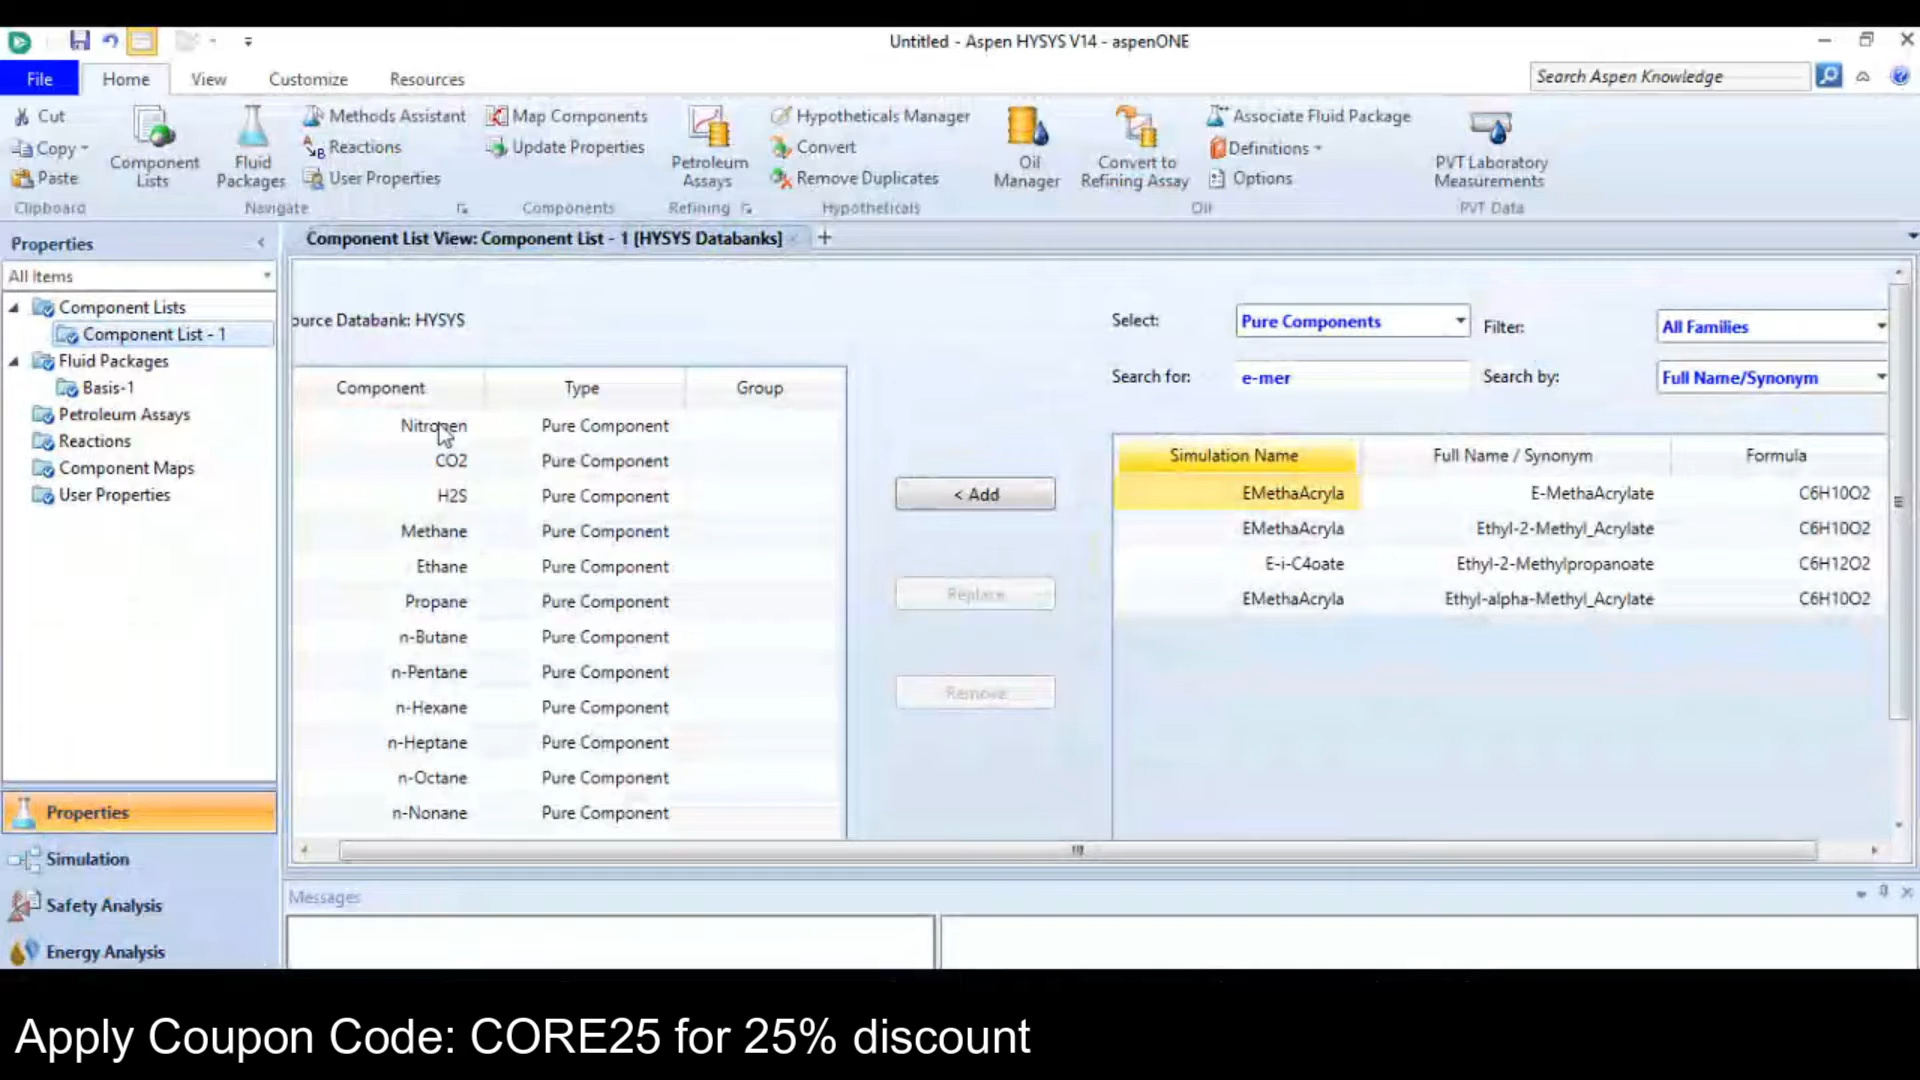 Untitled - Aspen HYSYS V14 - aspenONE
File Home View Customize Resources
Search Aspen Knowledge
Cut
Copy
Paste
Clipboard
Component Lists
Fluid Packages
Methods Assistant
Reactions
User Properties
Navigate
Map Components
Update Properties
Components
Petroleum Assays
Refining
Hypotheticals Manager
Convert
Remove Duplicates
Hypotheticals
Oil Manager
Convert to Refining Assay
Associate Fluid Package
Definitions
Options
Oil
PVT Laboratory Measurements
PVT Data
Properties
All Items
Component Lists
Component List - 1
Fluid Packages
Basis-1
Petroleum Assays
Reactions
Component Maps
User Properties
Properties
Simulation
Safety Analysis
Energy Analysis
Component List View: Component List - 1 [HYSYS Databanks] +
ource Databank: HYSYS
Component Type Group
Nitrogen Pure Component
CO2 Pure Component
H2S Pure Component
Methane Pure Component
Ethane Pure Component
Propane Pure Component
n-Butane Pure Component
n-Pentane Pure Component
n-Hexane Pure Component
n-Heptane Pure Component
n-Octane Pure Component
n-Nonane Pure Component
< Add
Replace
Remove
Select: Pure Components Filter: All Families
Search for: e-mer Search by: Full Name/Synonym
Simulation Name Full Name / Synonym Formula
EMethaAcryla E-MethaAcrylate C6H10O2
EMethaAcryla Ethyl-2-Methyl_Acrylate C6H10O2
E-i-C4oate Ethyl-2-Methylpropanoate C6H12O2
EMethaAcryla Ethyl-alpha-Methyl_Acrylate C6H10O2
Messages
Apply Coupon Code: CORE25 for 25% discount